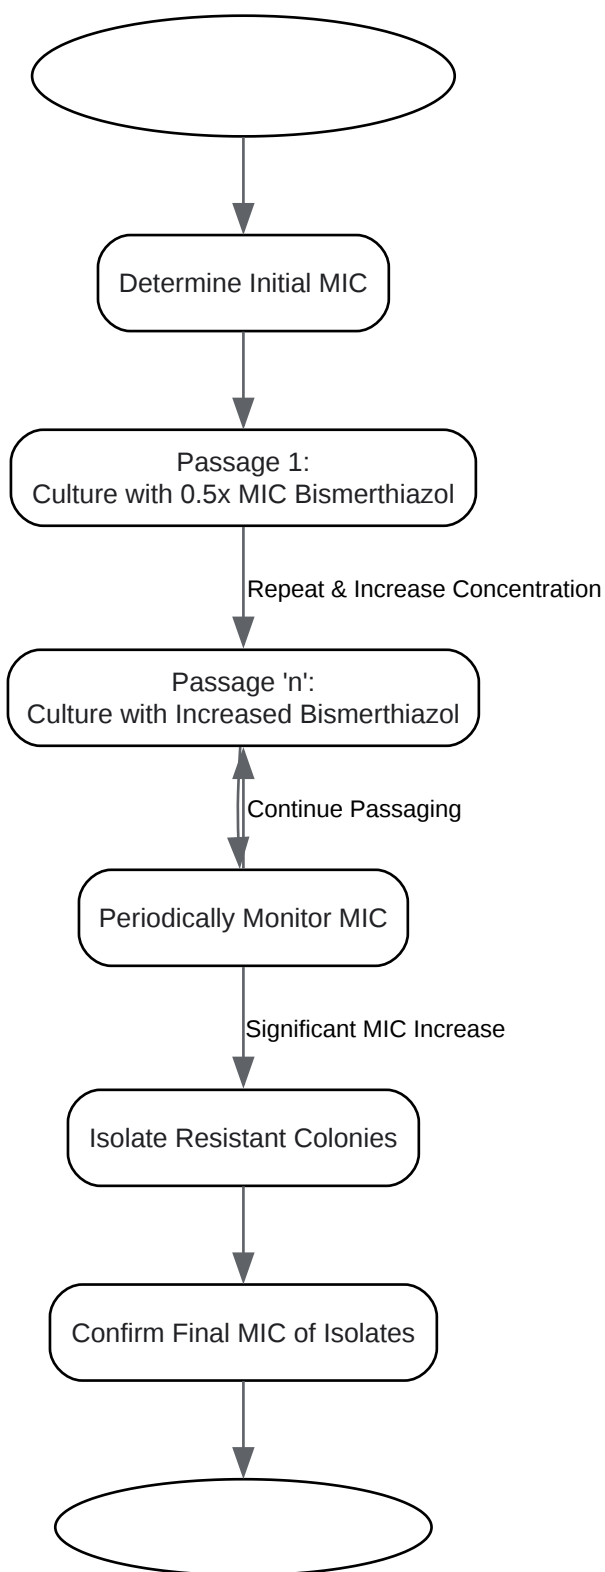 Determine Initial MIC
Passage 1:
Culture with 0.5x MIC Bismerthiazol
Repeat & Increase Concentration
Passage 'n':
Culture with Increased Bismerthiazol
Continue Passaging
Periodically Monitor MIC
Significant MIC Increase
Isolate Resistant Colonies
Confirm Final MIC of Isolates